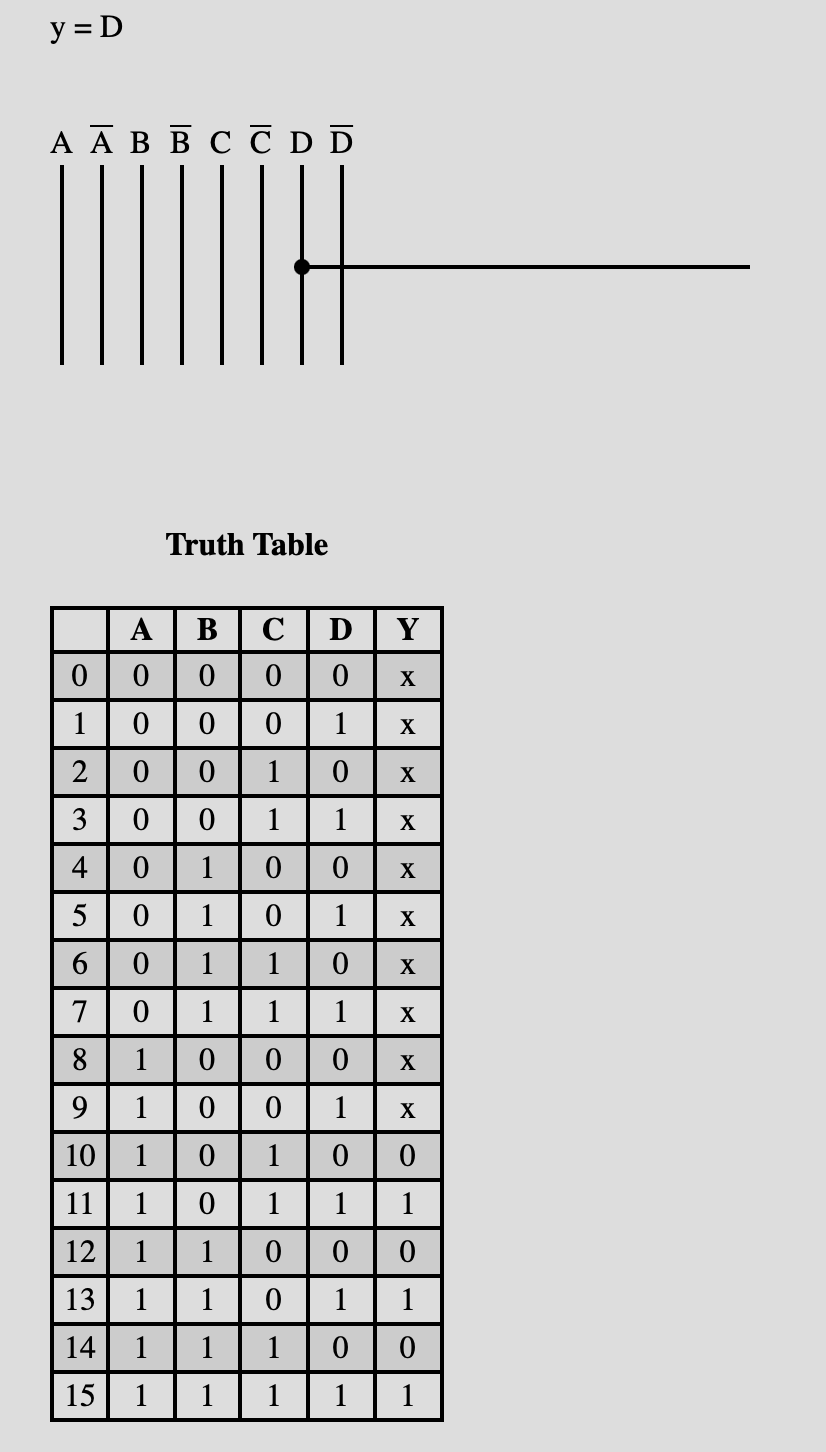 y = D
A A̅ B B̅ C C̅ D D̅
Truth Table
A B C D Y
0 0 0 0 0 x
1 0 0 0 1 x
2 0 0 1 0 x
3 0 0 1 1 x
4 0 1 0 0 x
5 0 1 0 1 x
6 0 1 1 0 x
7 0 1 1 1 x
8 1 0 0 0 x
9 1 0 0 1 x
10 1 0 1 0 0
11 1 0 1 1 1
12 1 1 0 0 0
13 1 1 0 1 1
14 1 1 1 0 0
15 1 1 1 1 1